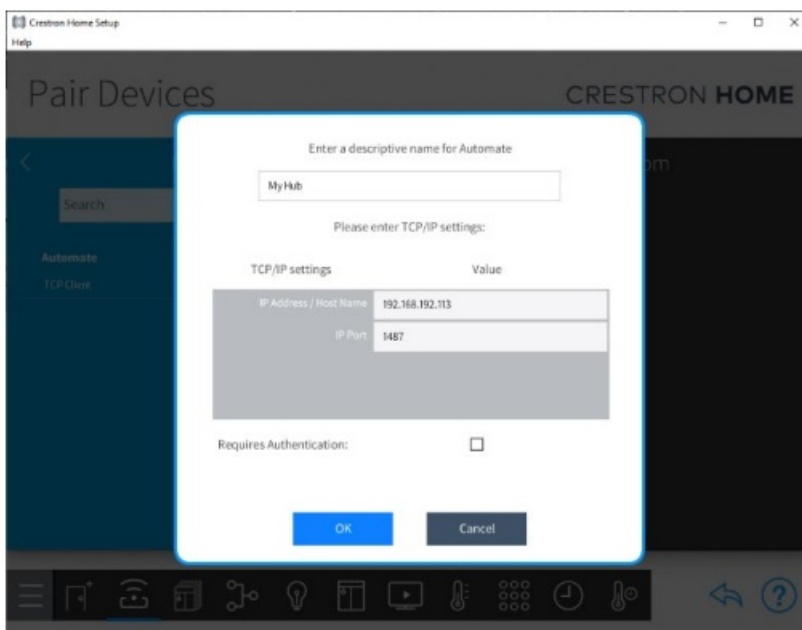 Crestron Home Setup
Help
Pair Devices
CRESTRON HOME
Enter a descriptive name for Automate
My Hub
Search
Please enter TCP/IP settings:
Automate
TCP Client
TCP/IP settings
Value
IP Address / Host Name
192.168.192.113
IP Port
1487
Requires Authentication:
OK
Cancel
?